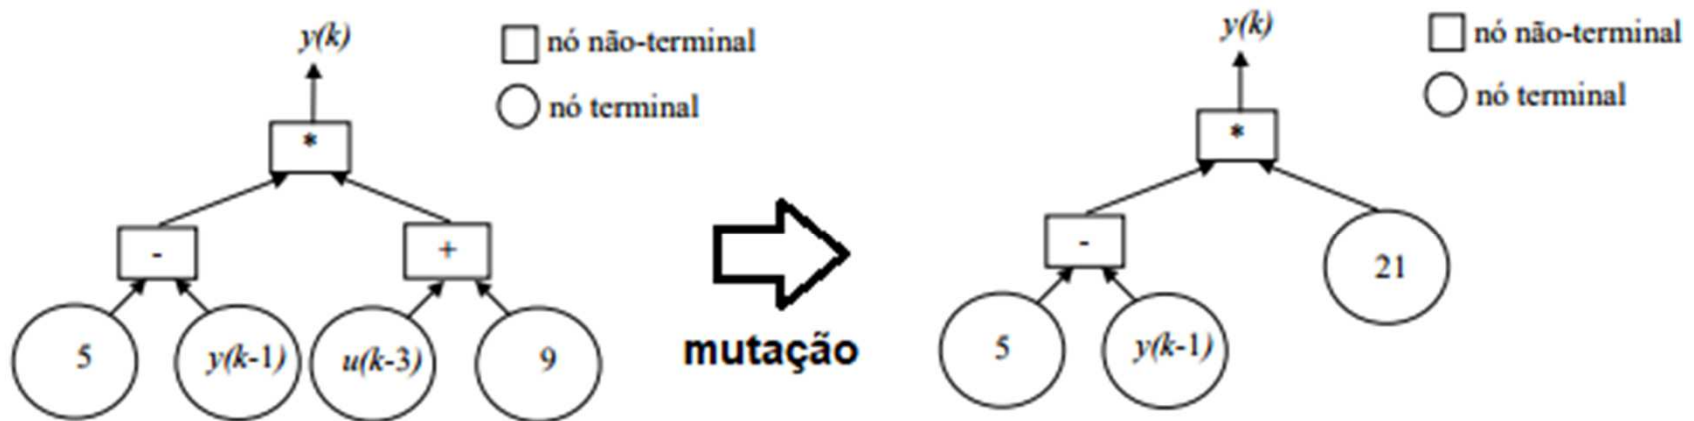 y(k)
nó não-terminal
nó terminal
*
-
+
5
y(k-1)
u(k-3)
9
mutação
y(k)
nó não-terminal
nó terminal
*
-
21
5
y(k-1)